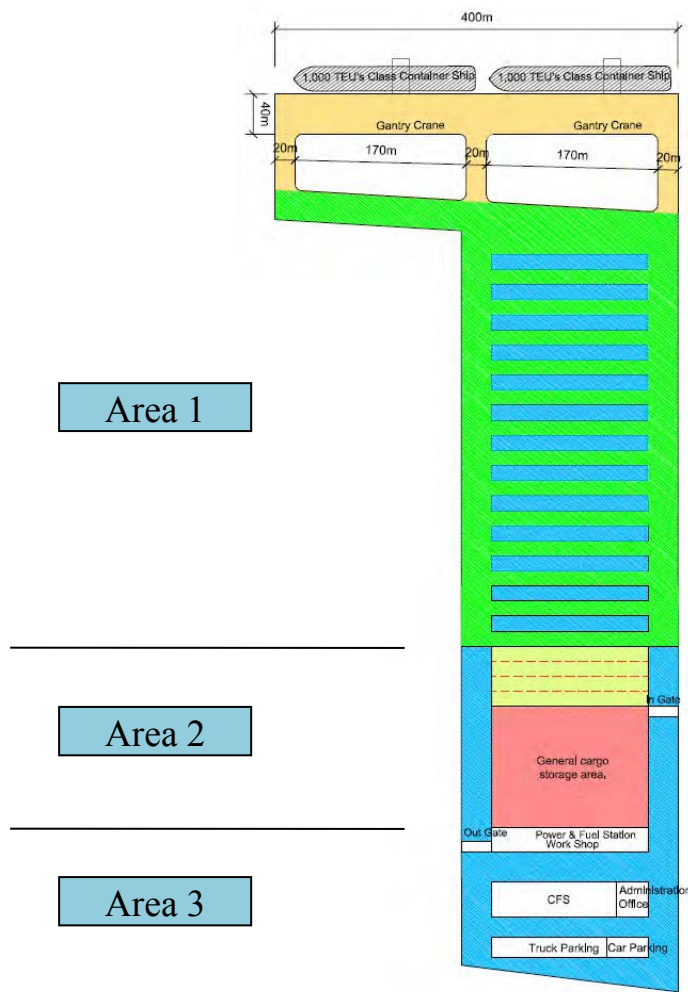 400m
1,000 TEU's Class Container Ship
1,000 TEU's Class Container Ship
40m
Gantry Crane
Gantry Crane
20m
170m
20m
170m
20m
Area 1
In Gate
Area 2
General cargo
storage area.
Out Gate
Power & Fuel Station
Work Shop
Area 3
CFS
Administration
Office
Truck Parking
Car Parking